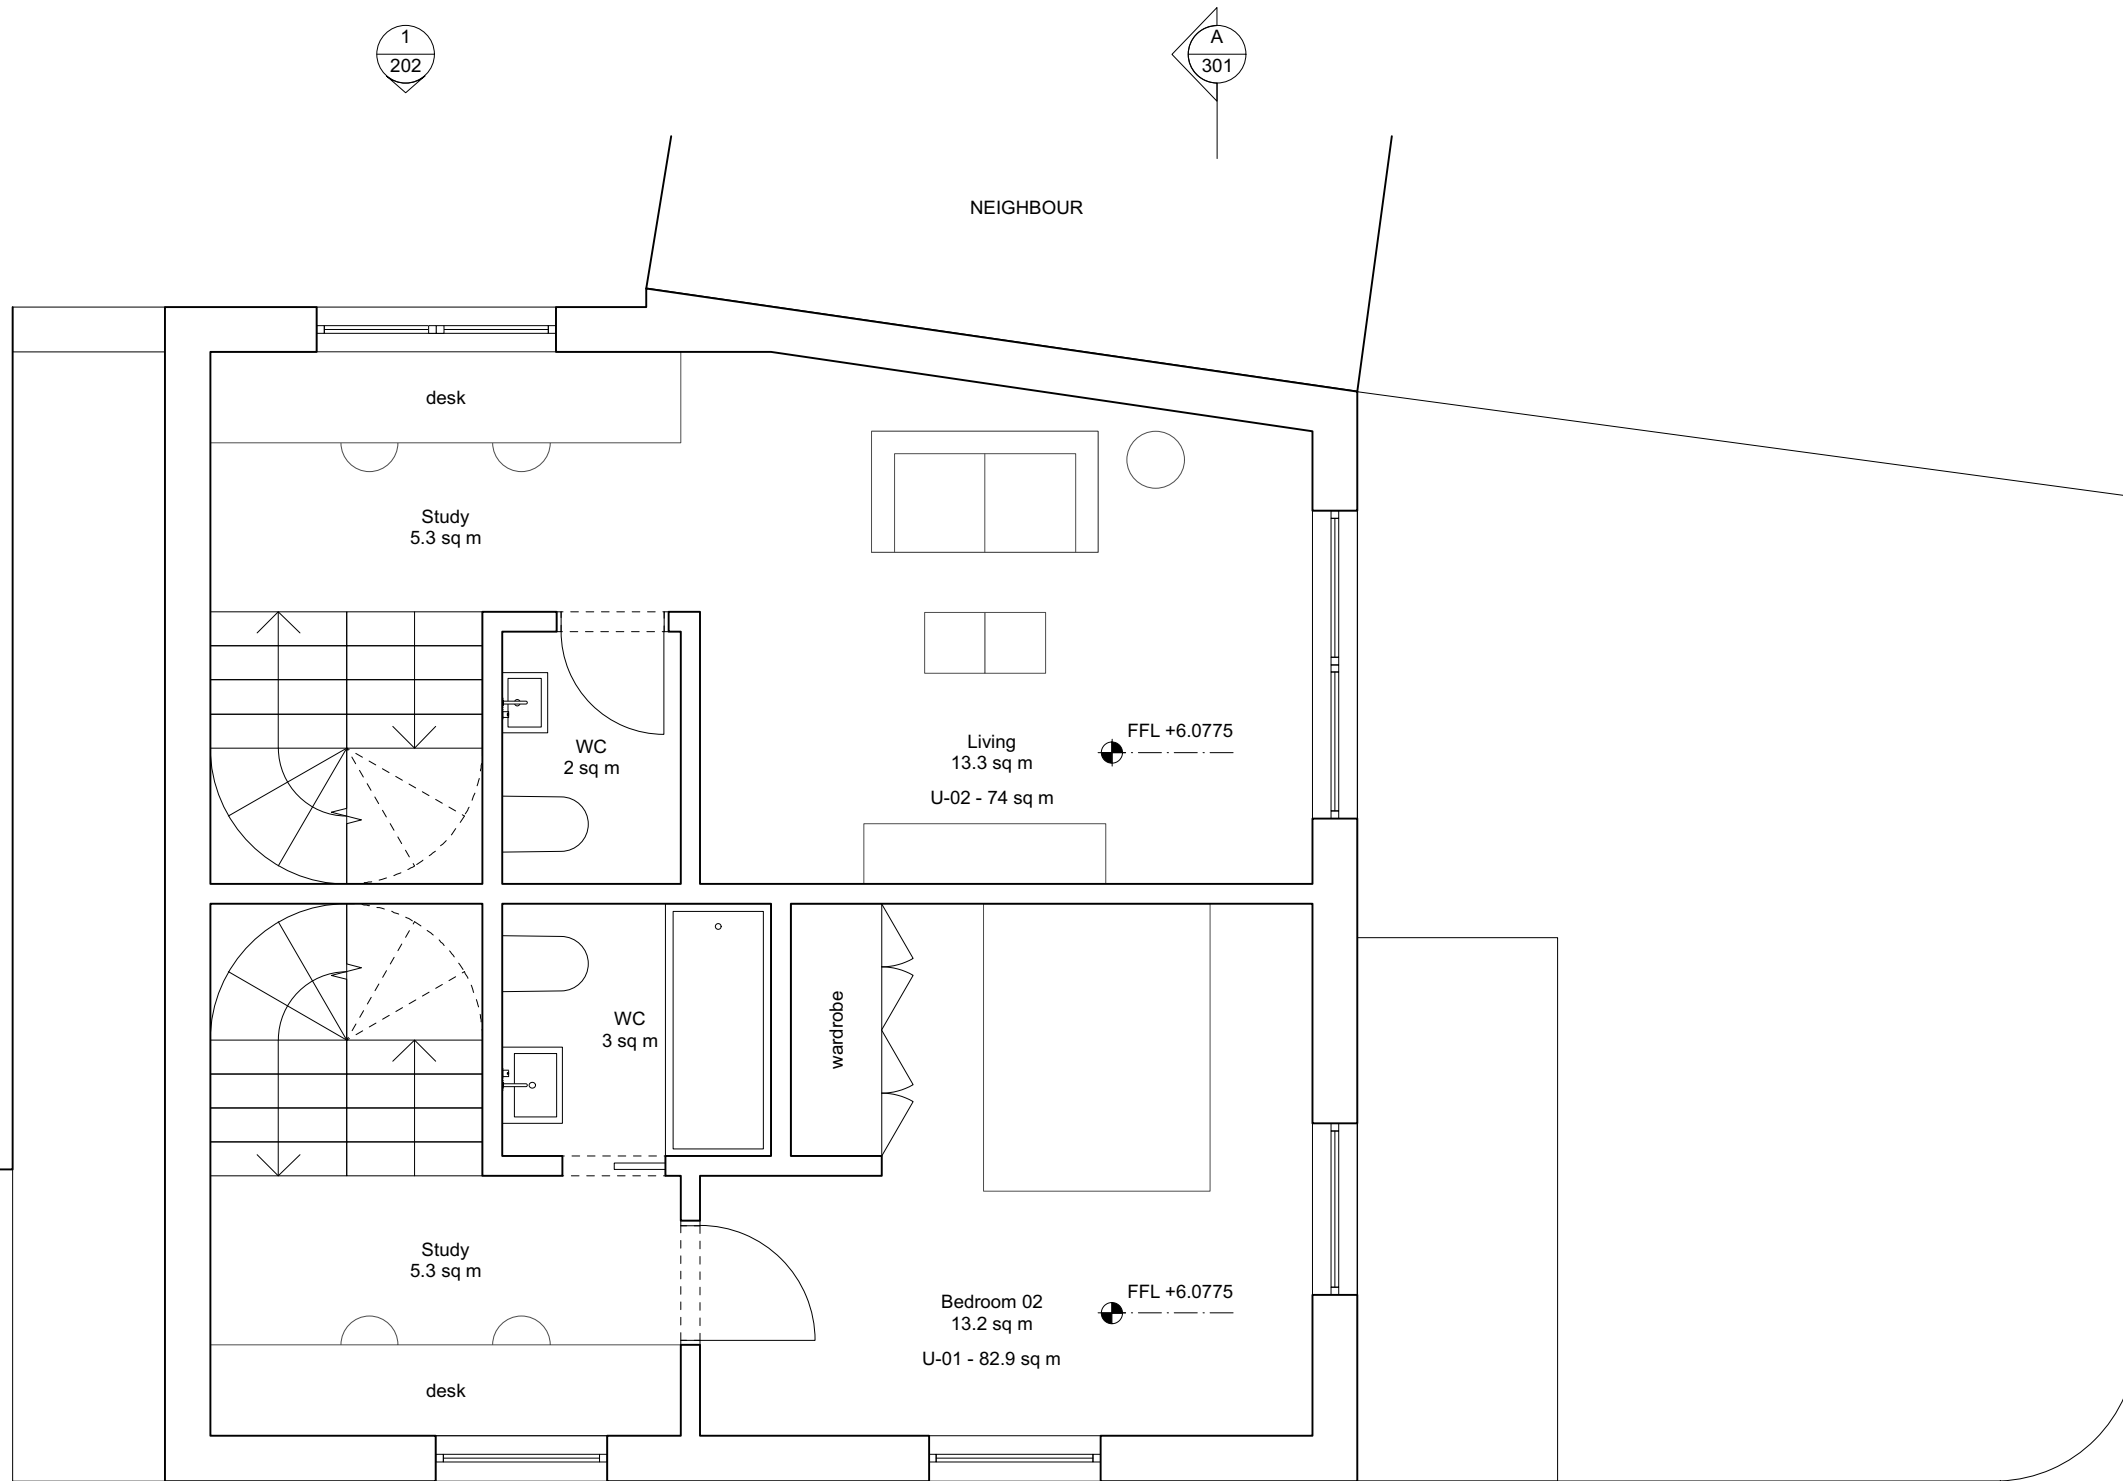 1
202
A
301
NEIGHBOUR
desk
Study
5.3 sq m
WC
2 sq m
FFL +6.0775
Living
13.3 sq m
U-02 - 74 sq m
WC
3 sq m
wardrobe
Study
5.3 sq m
FFL +6.0775
Bedroom 02
13.2 sq m
U-01 - 82.9 sq m
desk